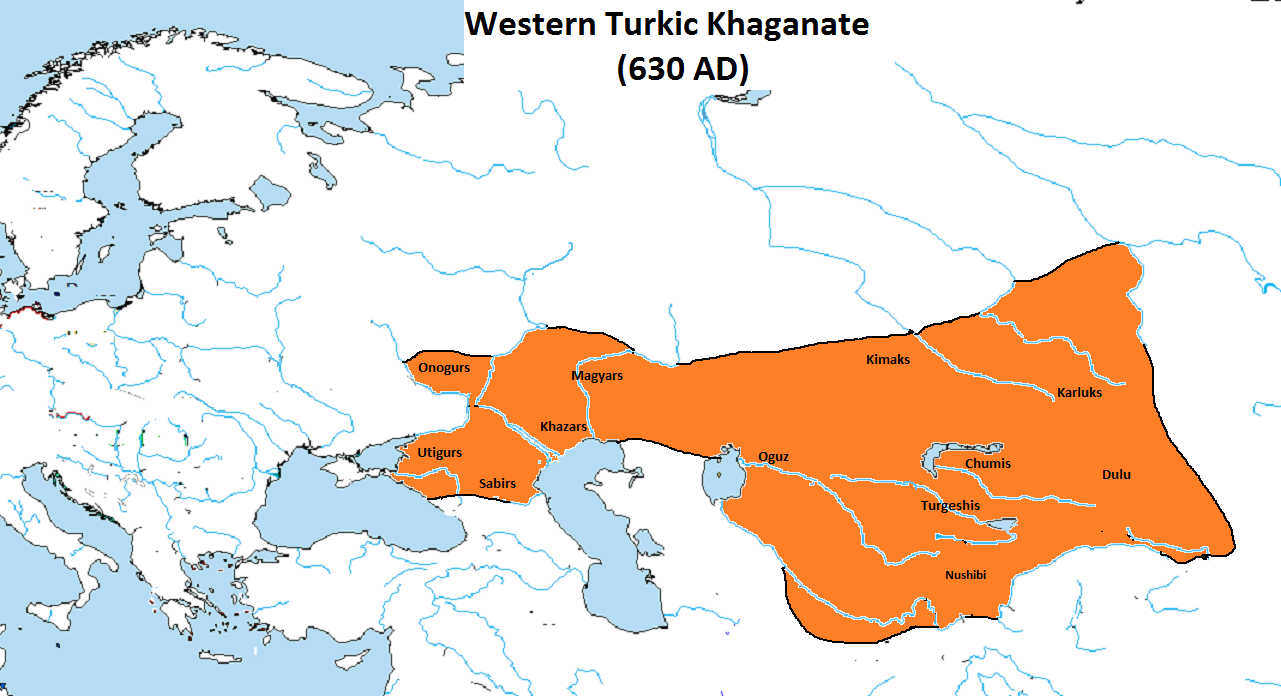 Western Turkic Khaganate
(630 AD)
Kimaks
Onogurs
Magyars
Karluks
Khazars
Utigurs
Oguz
Chumis
Dulu
Sabirs
Turgeshis
Nushibi